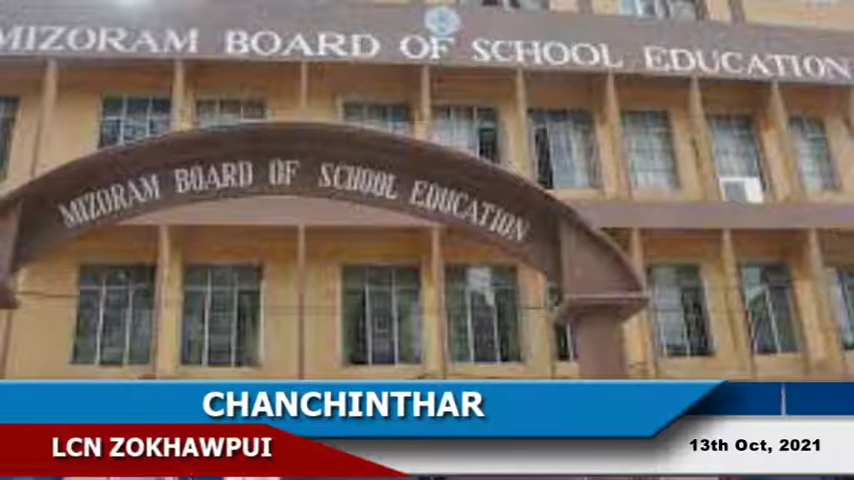 MIZORAM BOARD OF SCHOOL EDUCATION
MIZORAM BOARD OF SCHOOL EDUCATION
CHANCHINTHAR
LCN ZOKHAWPUI
13th Oct, 2021